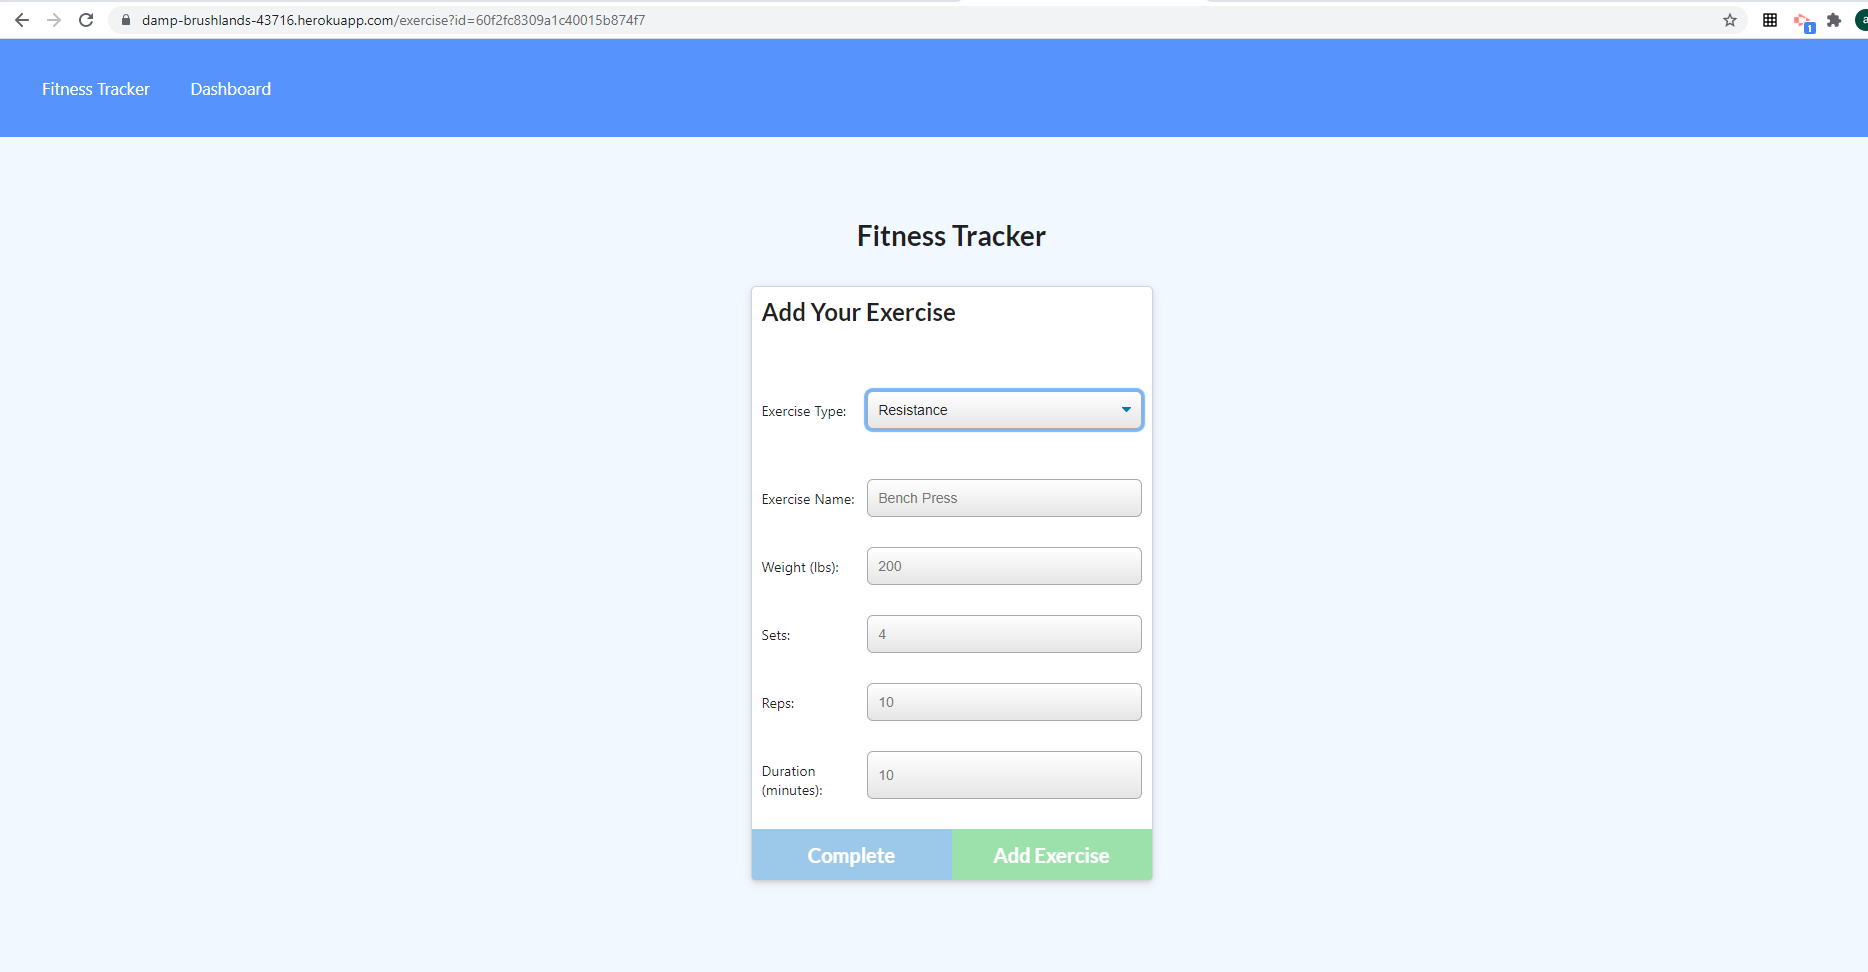 damp-brushlands-43716.herokuapp.com/exercise?id=60f2fc8309a1c40015b874f7
1
a
Fitness Tracker
Dashboard
Fitness Tracker
Add Your Exercise
Exercise Type:
Resistance
Exercise Name:
Bench Press
Weight (lbs):
200
Sets:
4
Reps:
10
Duration
(minutes):
10
Complete
Add Exercise